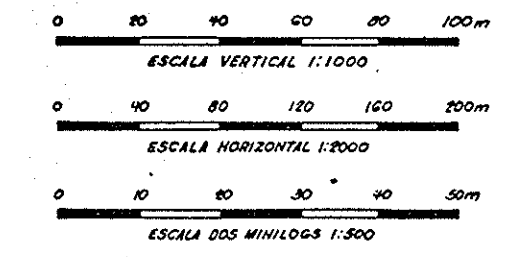 0 20 40 60 80 100m
ESCALA VERTICAL 1:1000
0 40 80 120 160 200m
ESCALA HORIZONTAL 1:2000
0 10 20 30 40 50m
ESCALA DOS MINILOGS 1:500